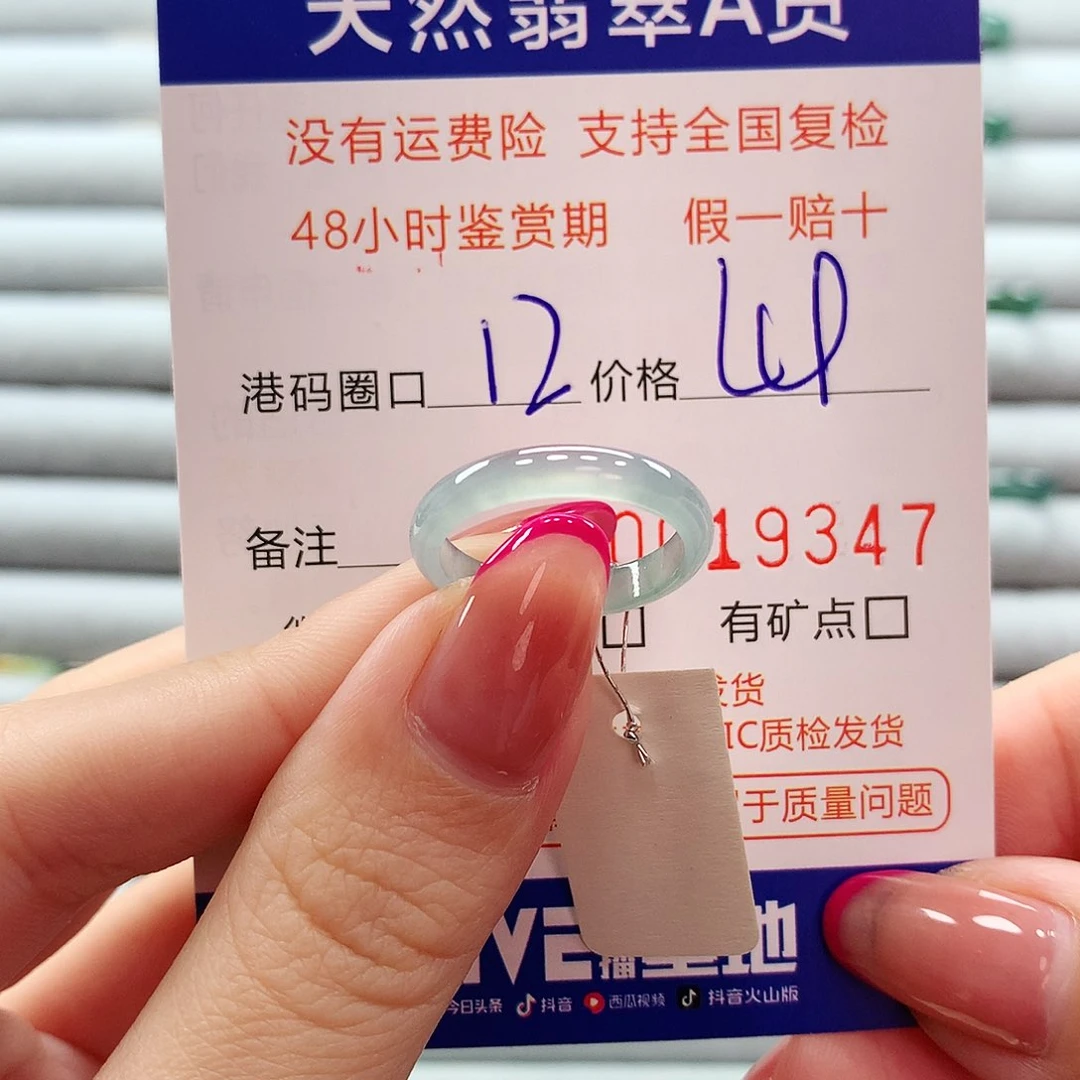 天然翡翠A货
没有运费险 支持全国复检
48小时鉴赏期 假一赔十
港码圈口 12 价格
备注 19347
有矿点□
发货
IC质检发货
于质量问题
播基地
今日头条 抖音 西瓜视频 抖音火山版